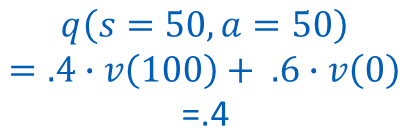 q(s = 50, a = 50)
= .4 · v(100) + .6 · v(0)
=.4